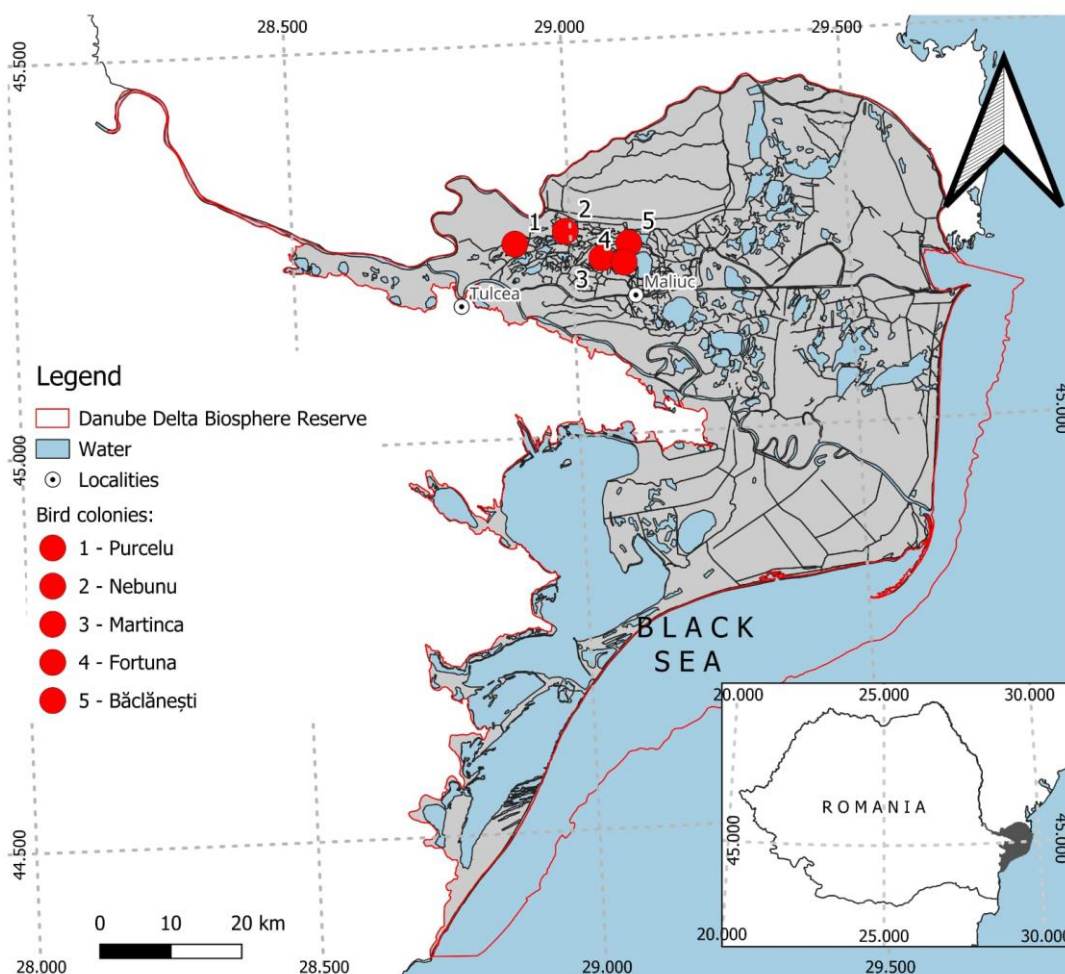 28.500
29.000
29.500
45.500
1
2
5
4
3
Tulcea
Maliuc
Legend
Danube Delta Biosphere Reserve
Water
Localities
Bird colonies:
1 - Purcelu
2 - Nebunu
3 - Martinca
4 - Fortuna
5 - Băclănești
45.000
45.000
BLACK
SEA
44.500
0 10 20 km
28.000
28.500
29.000
20.000
25.000
30.000
ROMANIA
45.000
45.000
20.000
25.000
30.000